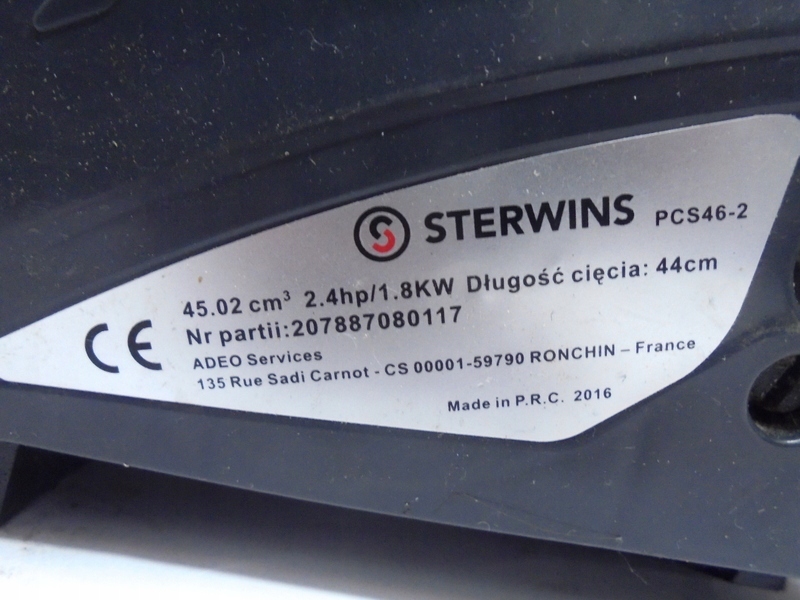 STERWINS PCS46-2
45.02 cm³ 2.4hp/1.8KW Długość cięcia: 44cm
Nr partii:207887080117
CE
ADEO Services
135 Rue Sadi Carnot - CS 00001-59790 RONCHIN – France
Made in P.R.C. 2016